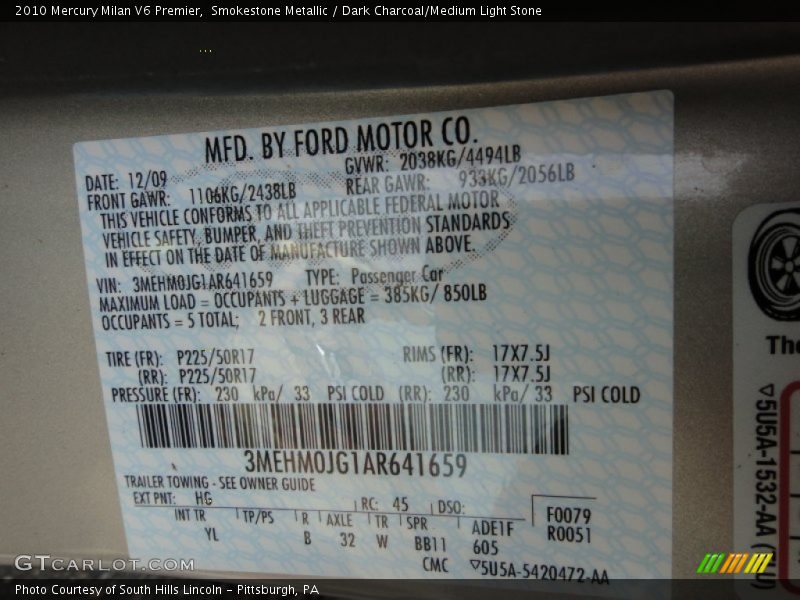 2010 Mercury Milan V6 Premier,  Smokestone Metallic / Dark Charcoal/Medium Light Stone
MFD. BY FORD MOTOR CO.
DATE: 12/09 GVWR: 2038KG/4494LB
FRONT GAWR: 1106KG/2438LB REAR GAWR: 933KG/2056LB
THIS VEHICLE CONFORMS TO ALL APPLICABLE FEDERAL MOTOR
VEHICLE SAFETY, BUMPER, AND THEFT PREVENTION STANDARDS
IN EFFECT ON THE DATE OF MANUFACTURE SHOWN ABOVE.
VIN: 3MEHM0JG1AR641659 TYPE: Passenger Car
MAXIMUM LOAD = OCCUPANTS + LUGGAGE = 385KG/ 850LB
OCCUPANTS = 5 TOTAL; 2 FRONT, 3 REAR
TIRE (FR): P225/50R17 RIMS (FR): 17X7.5J
(RR): P225/50R17 (RR): 17X7.5J
PRESSURE (FR): 230 kPa/ 33 PSI COLD (RR): 230 kPa/ 33 PSI COLD
3MEHM0JG1AR641659
TRAILER TOWING - SEE OWNER GUIDE
EXT PNT: HG RC: 45 DSO: F0079
INT TR TP/PS R AXLE TR SPR ADE1F R0051
YL B 32 W BB11 605
CMC ▽5U5A-5420472-AA
The
▽5U5A-1532-AA
GTCarLot.com
Photo Courtesy of South Hills Lincoln - Pittsburgh, PA